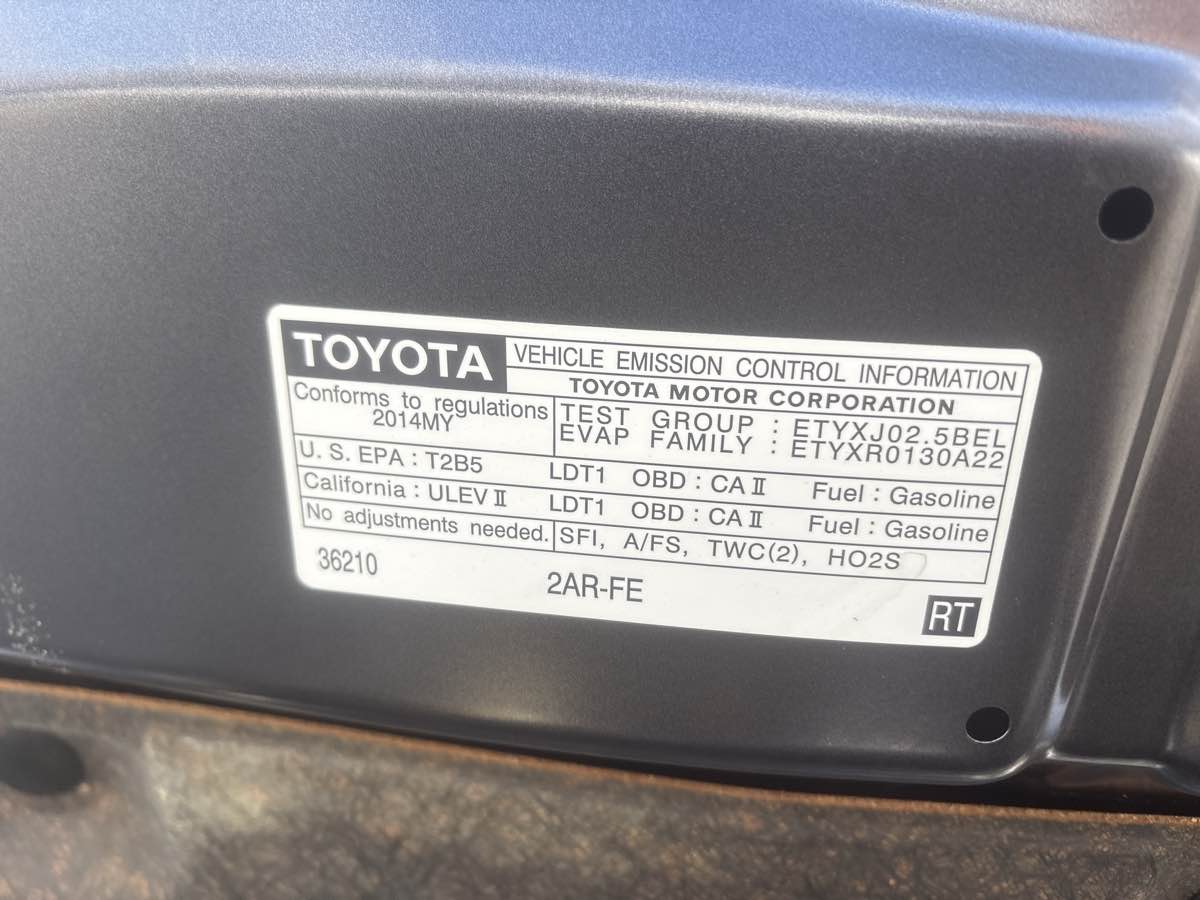 TOYOTA VEHICLE EMISSION CONTROL INFORMATION
TOYOTA MOTOR CORPORATION
Conforms to regulations
2014MY
TEST GROUP : ETYXJ02.5BEL
EVAP FAMILY : ETYXR0130A22
U. S. EPA : T2B5 LDT1 OBD : CA II Fuel : Gasoline
California : ULEV II LDT1 OBD : CA II Fuel : Gasoline
No adjustments needed. SFI, A/FS, TWC(2), HO2S
36210 2AR-FE RT